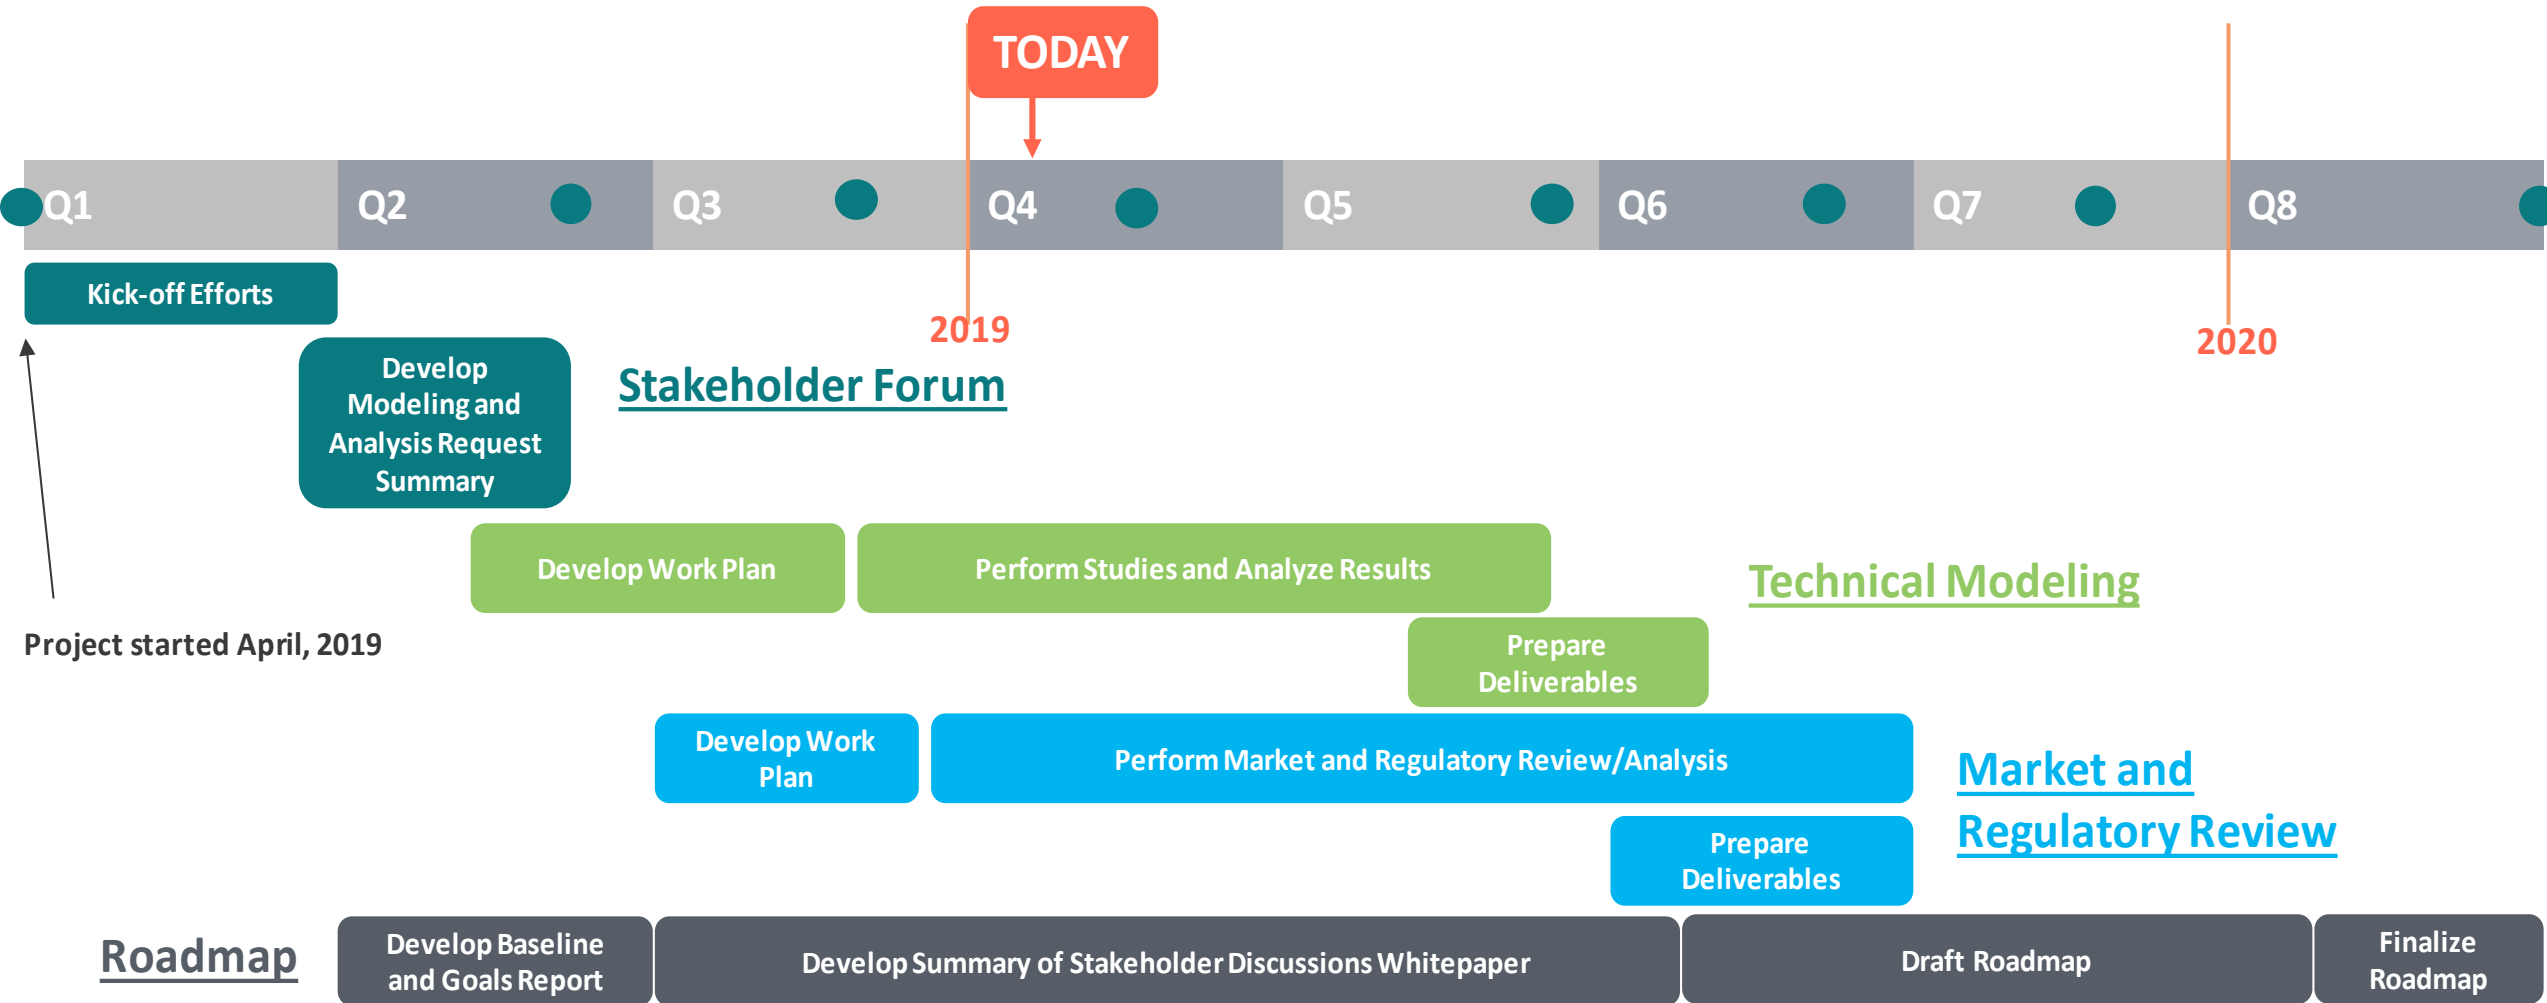 TODAY
Q1
Q2
Q3
Q4
Q5
Q6
Q7
Q8
Kick-off Efforts
2019
2020
Develop
Modeling and
Analysis Request
Summary
Stakeholder Forum
Develop Work Plan
Perform Studies and Analyze Results
Technical Modeling
Project started April, 2019
Prepare
Deliverables
Develop Work
Plan
Perform Market and Regulatory Review/Analysis
Market and
Regulatory Review
Prepare
Deliverables
Roadmap
Develop Baseline
and Goals Report
Develop Summary of Stakeholder Discussions Whitepaper
Draft Roadmap
Finalize
Roadmap